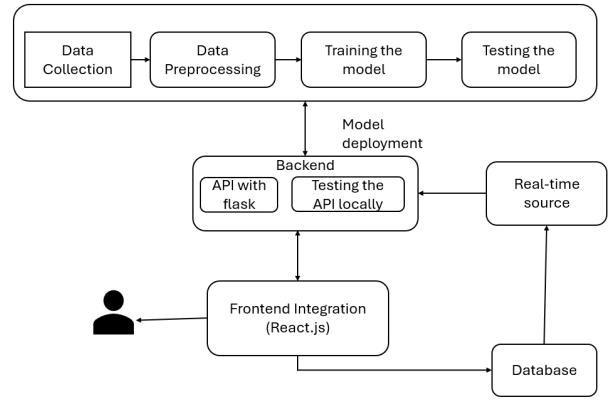 Data
Collection
Data
Preprocessing
Training the
model
Testing the
model
Model
deployment
Backend
API with
flask
Testing the
API locally
Real-time
source
Frontend Integration
(React.js)
Database